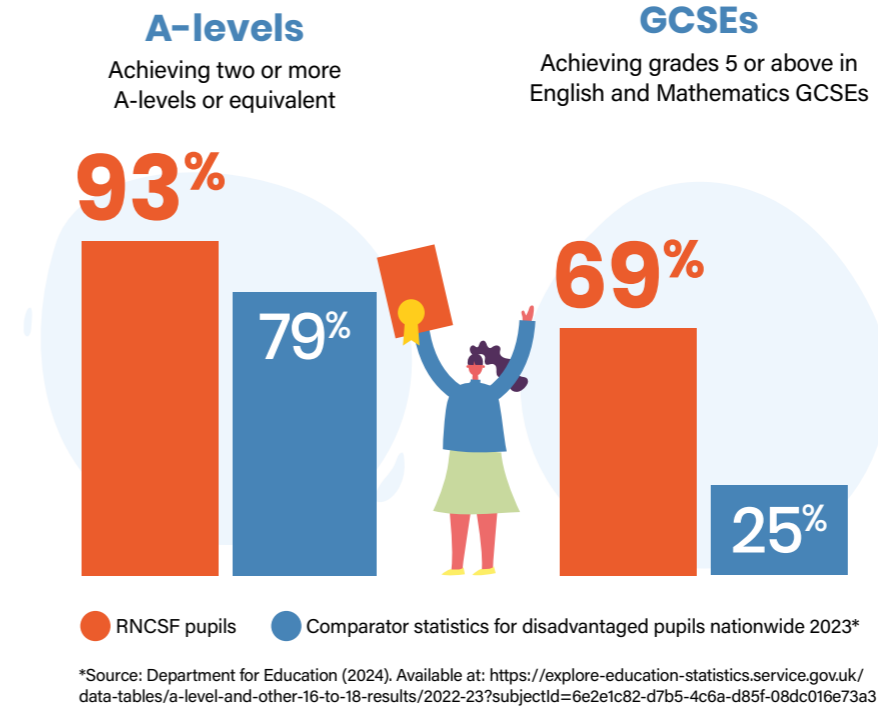 A-levels
Achieving two or more
A-levels or equivalent
93%
79%
GCSEs
Achieving grades 5 or above in
English and Mathematics GCSEs
69%
25%
RNCSF pupils
Comparator statistics for disadvantaged pupils nationwide 2023*
*Source: Department for Education (2024). Available at: https://explore-education-statistics.service.gov.uk/
data-tables/a-level-and-other-16-to-18-results/2022-23?subjectId=6e2e1c82-d7b5-4c6a-d85f-08dc016e73a3